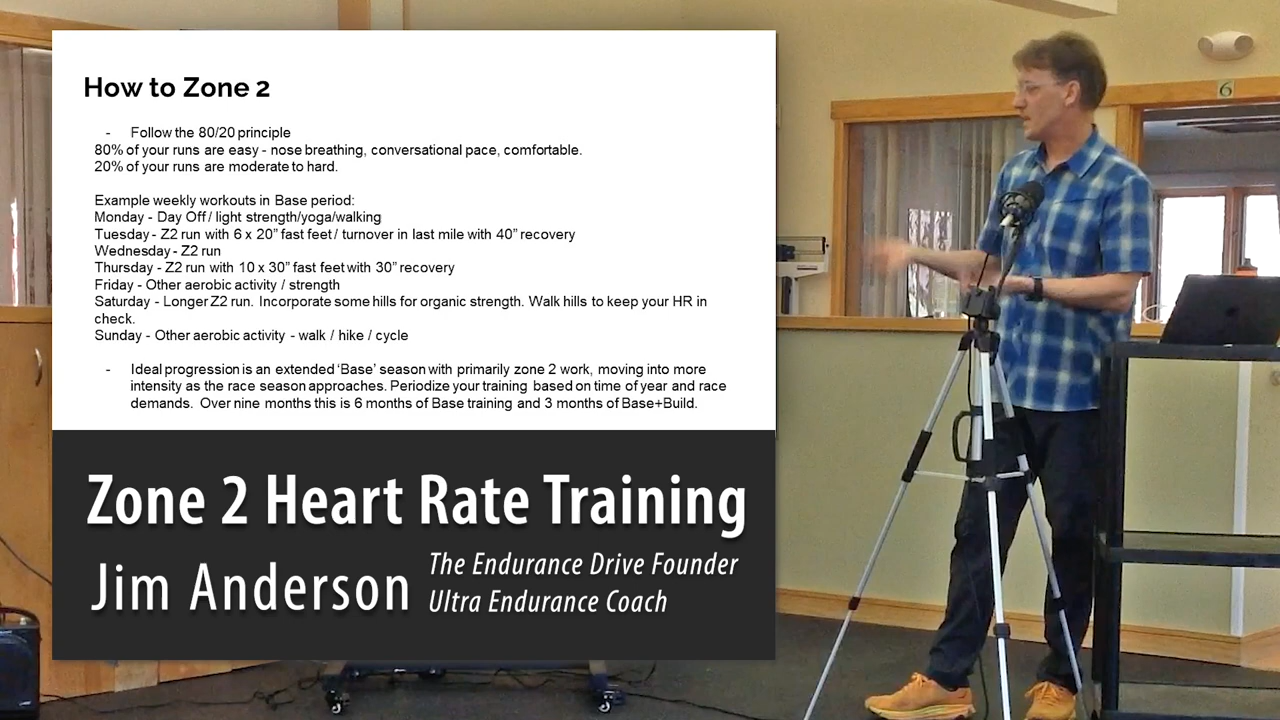 How to Zone 2
- Follow the 80/20 principle
80% of your runs are easy - nose breathing, conversational pace, comfortable.
20% of your runs are moderate to hard.
Example weekly workouts in Base period:
Monday - Day Off / light strength/yoga/walking
Tuesday - Z2 run with 6 x 20” fast feet / turnover in last mile with 40” recovery
Wednesday - Z2 run
Thursday - Z2 run with 10 x 30” fast feet with 30” recovery
Friday - Other aerobic activity / strength
Saturday - Longer Z2 run. Incorporate some hills for organic strength. Walk hills to keep your HR in
check.
Sunday - Other aerobic activity - walk / hike / cycle
- Ideal progression is an extended ‘Base’ season with primarily zone 2 work, moving into more
intensity as the race season approaches. Periodize your training based on time of year and race
demands. Over nine months this is 6 months of Base training and 3 months of Base+Build.
Zone 2 Heart Rate Training
Jim Anderson
The Endurance Drive Founder
Ultra Endurance Coach
6